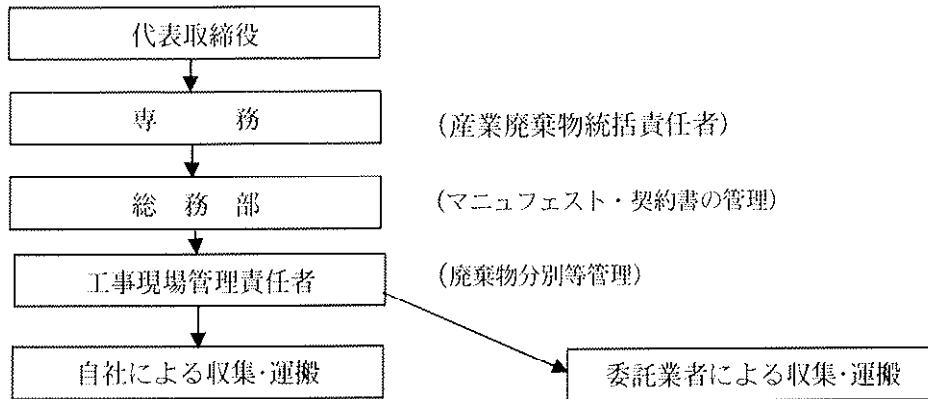 代表取締役
専　　務
(産業廃棄物統括責任者)
総　務　部
(マニュフェスト・契約書の管理)
工事現場管理責任者
(廃棄物分別等管理)
自社による収集・運搬
委託業者による収集・運搬